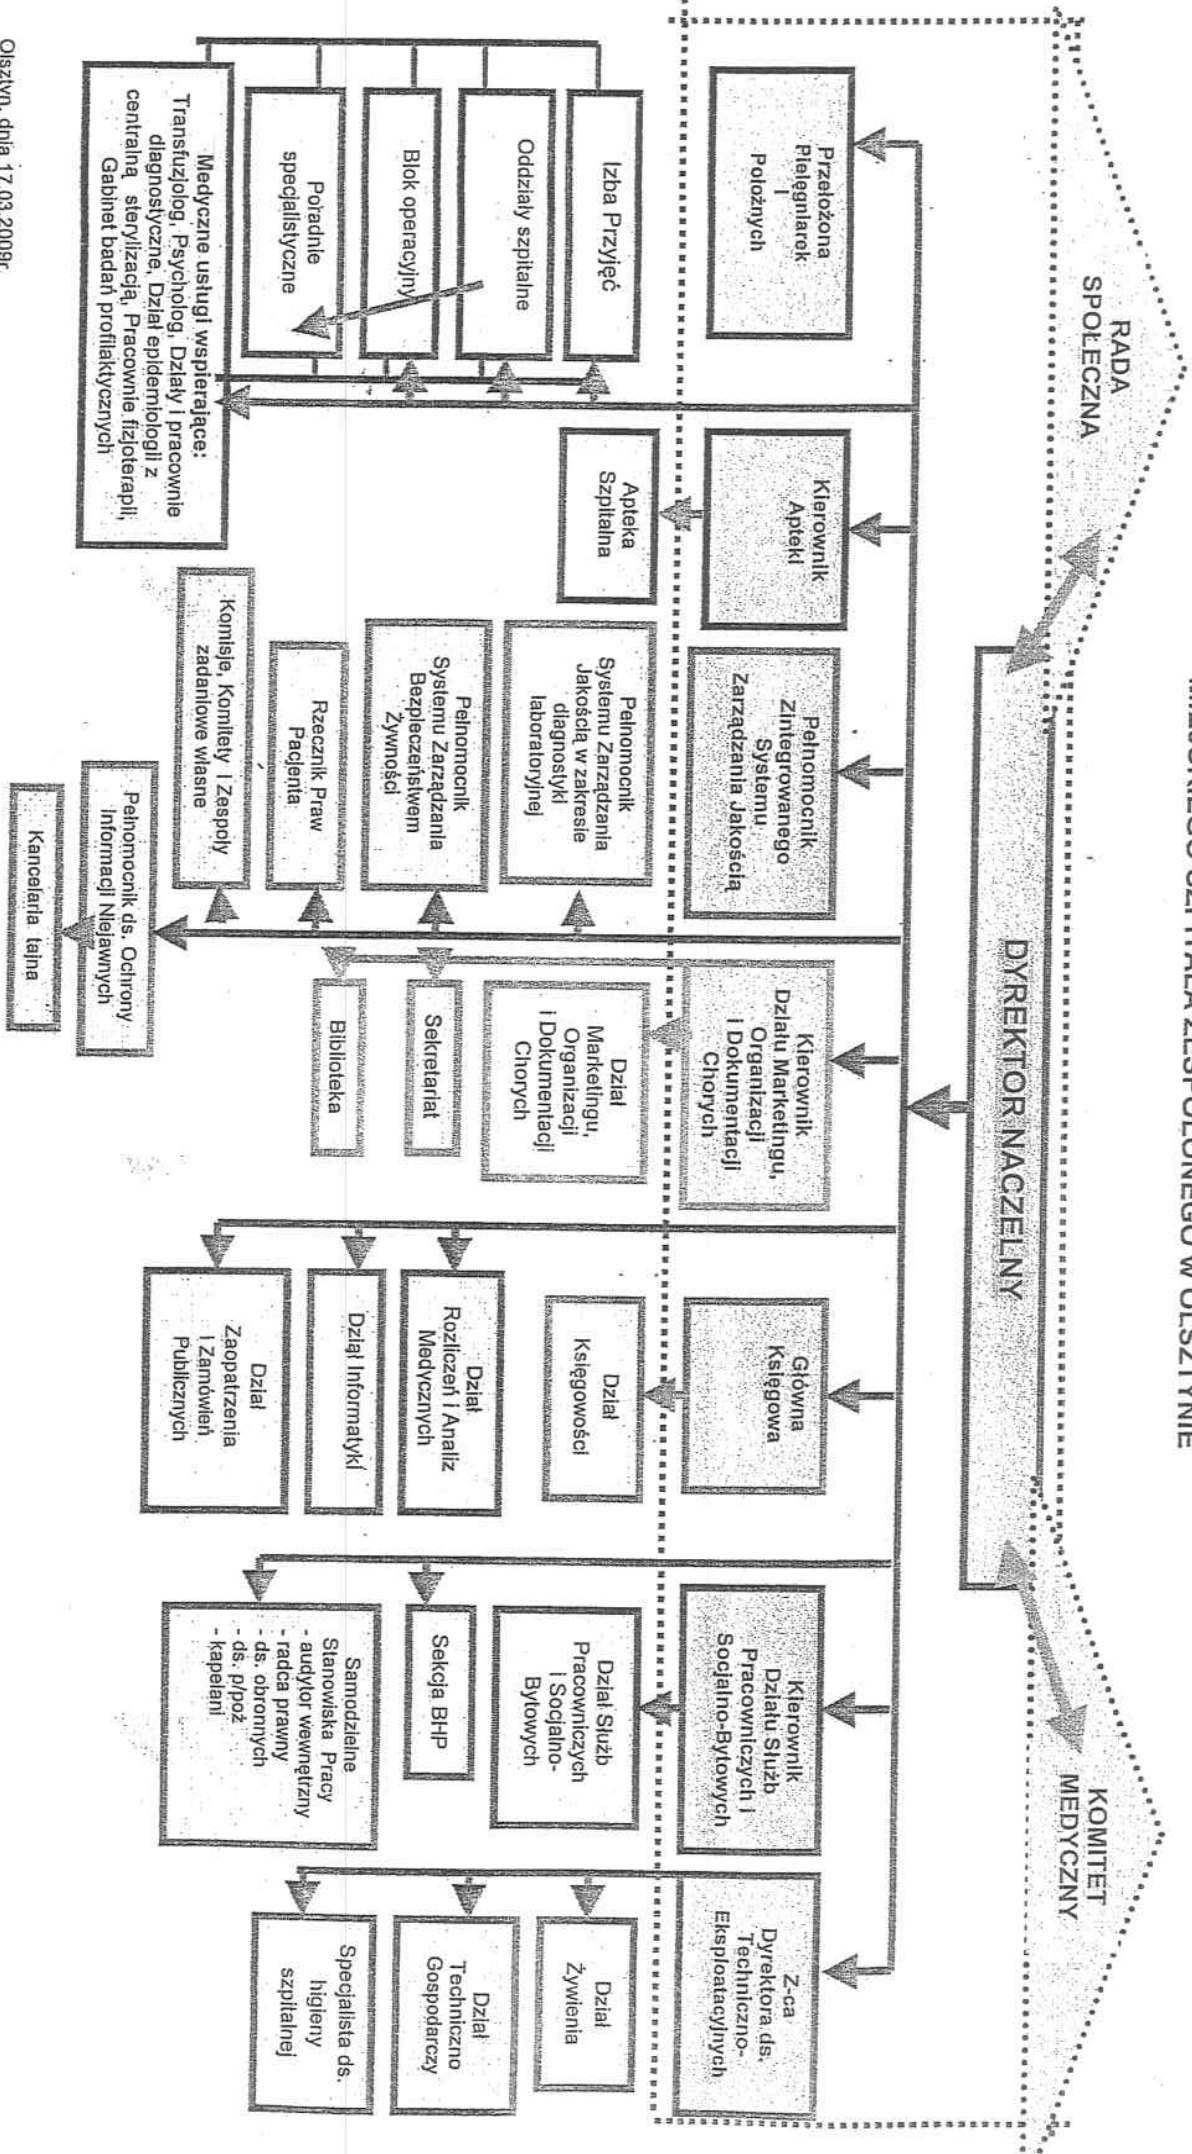 MIEJSKIEGO SZPITALA ZESPOLONEGO W OLSZTYNIE
RADA
SPOŁECZNA
KOMITET
MEDYCZNY
DYREKTOR NACZELNY
Przełożona
Pielęgniarek
i
Położnych
Kierownik
Apteki
Pełnomocnik
Zintegrowanego
Systemu
Zarządzania Jakością
Kierownik
Działu Marketingu,
Organizacji
i Dokumentacji
Chorych
Główna
Księgowa
Kierownik
Działu Służb
Pracowniczych i
Socjalno-Bytowych
Z-ca
Dyrektora ds.
Techniczno-
Eksploatacyjnych
Izba Przyjęć
Oddziały szpitalne
Blok operacyjny
Poradnie
specjalistyczne
Medyczne usługi wspierające:
Transfuzjolog, Psycholog, Działy i pracownie
diagnostyczne, Dział epidemiologii z
centralną sterylizacją, Pracownie fizjoterapii,
Gabinet badań profilaktycznych
Apteka
Szpitalna
Pełnomocnik
Systemu Zarządzania
Jakością w zakresie
diagnostyki
laboratoryjnej
Pełnomocnik
Systemu Zarządzania
Bezpieczeństwem
Żywności
Rzecznik Praw
Pacjenta
Komisje, Komitety i Zespoły
zadaniowe własne
Pełnomocnik ds. Ochrony
Informacji Niejawnych
Kancelaria tajna
Dział
Marketingu,
Organizacji
i Dokumentacji
Chorych
Sekretariat
Biblioteka
Dział
Księgowości
Dział
Rozliczeń i Analiz
Medycznych
Dział Informatyki
Dział
Zaopatrzenia
i Zamówień
Publicznych
Dział Służb
Pracowniczych
i Socjalno-
Bytowych
Sekcja BHP
Samodzielne
Stanowiska Pracy
- audytor wewnętrzny
- radca prawny
- ds. obronnych
- ds. p/poż
- kapelani
Dział
Żywienia
Dział
Techniczno
Gospodarczy
Specjalista ds.
higieny
szpitalnej
Olsztyn, dnia 17.03.2009r.